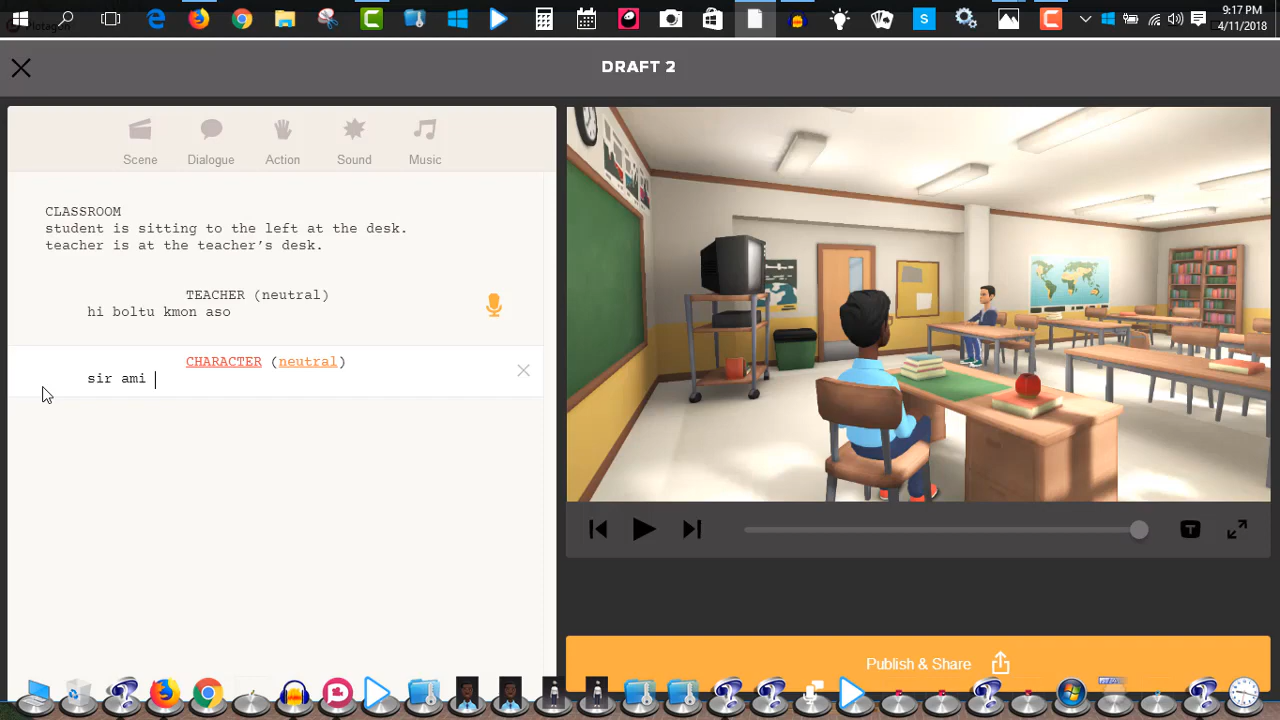 Plotagon
9:17 PM
4/11/2018
DRAFT 2
Scene
Dialogue
Action
Sound
Music
CLASSROOM
student is sitting to the left at the desk.
teacher is at the teacher's desk.
TEACHER (neutral)
hi boltu kmon aso
CHARACTER (neutral)
sir ami
Publish & Share